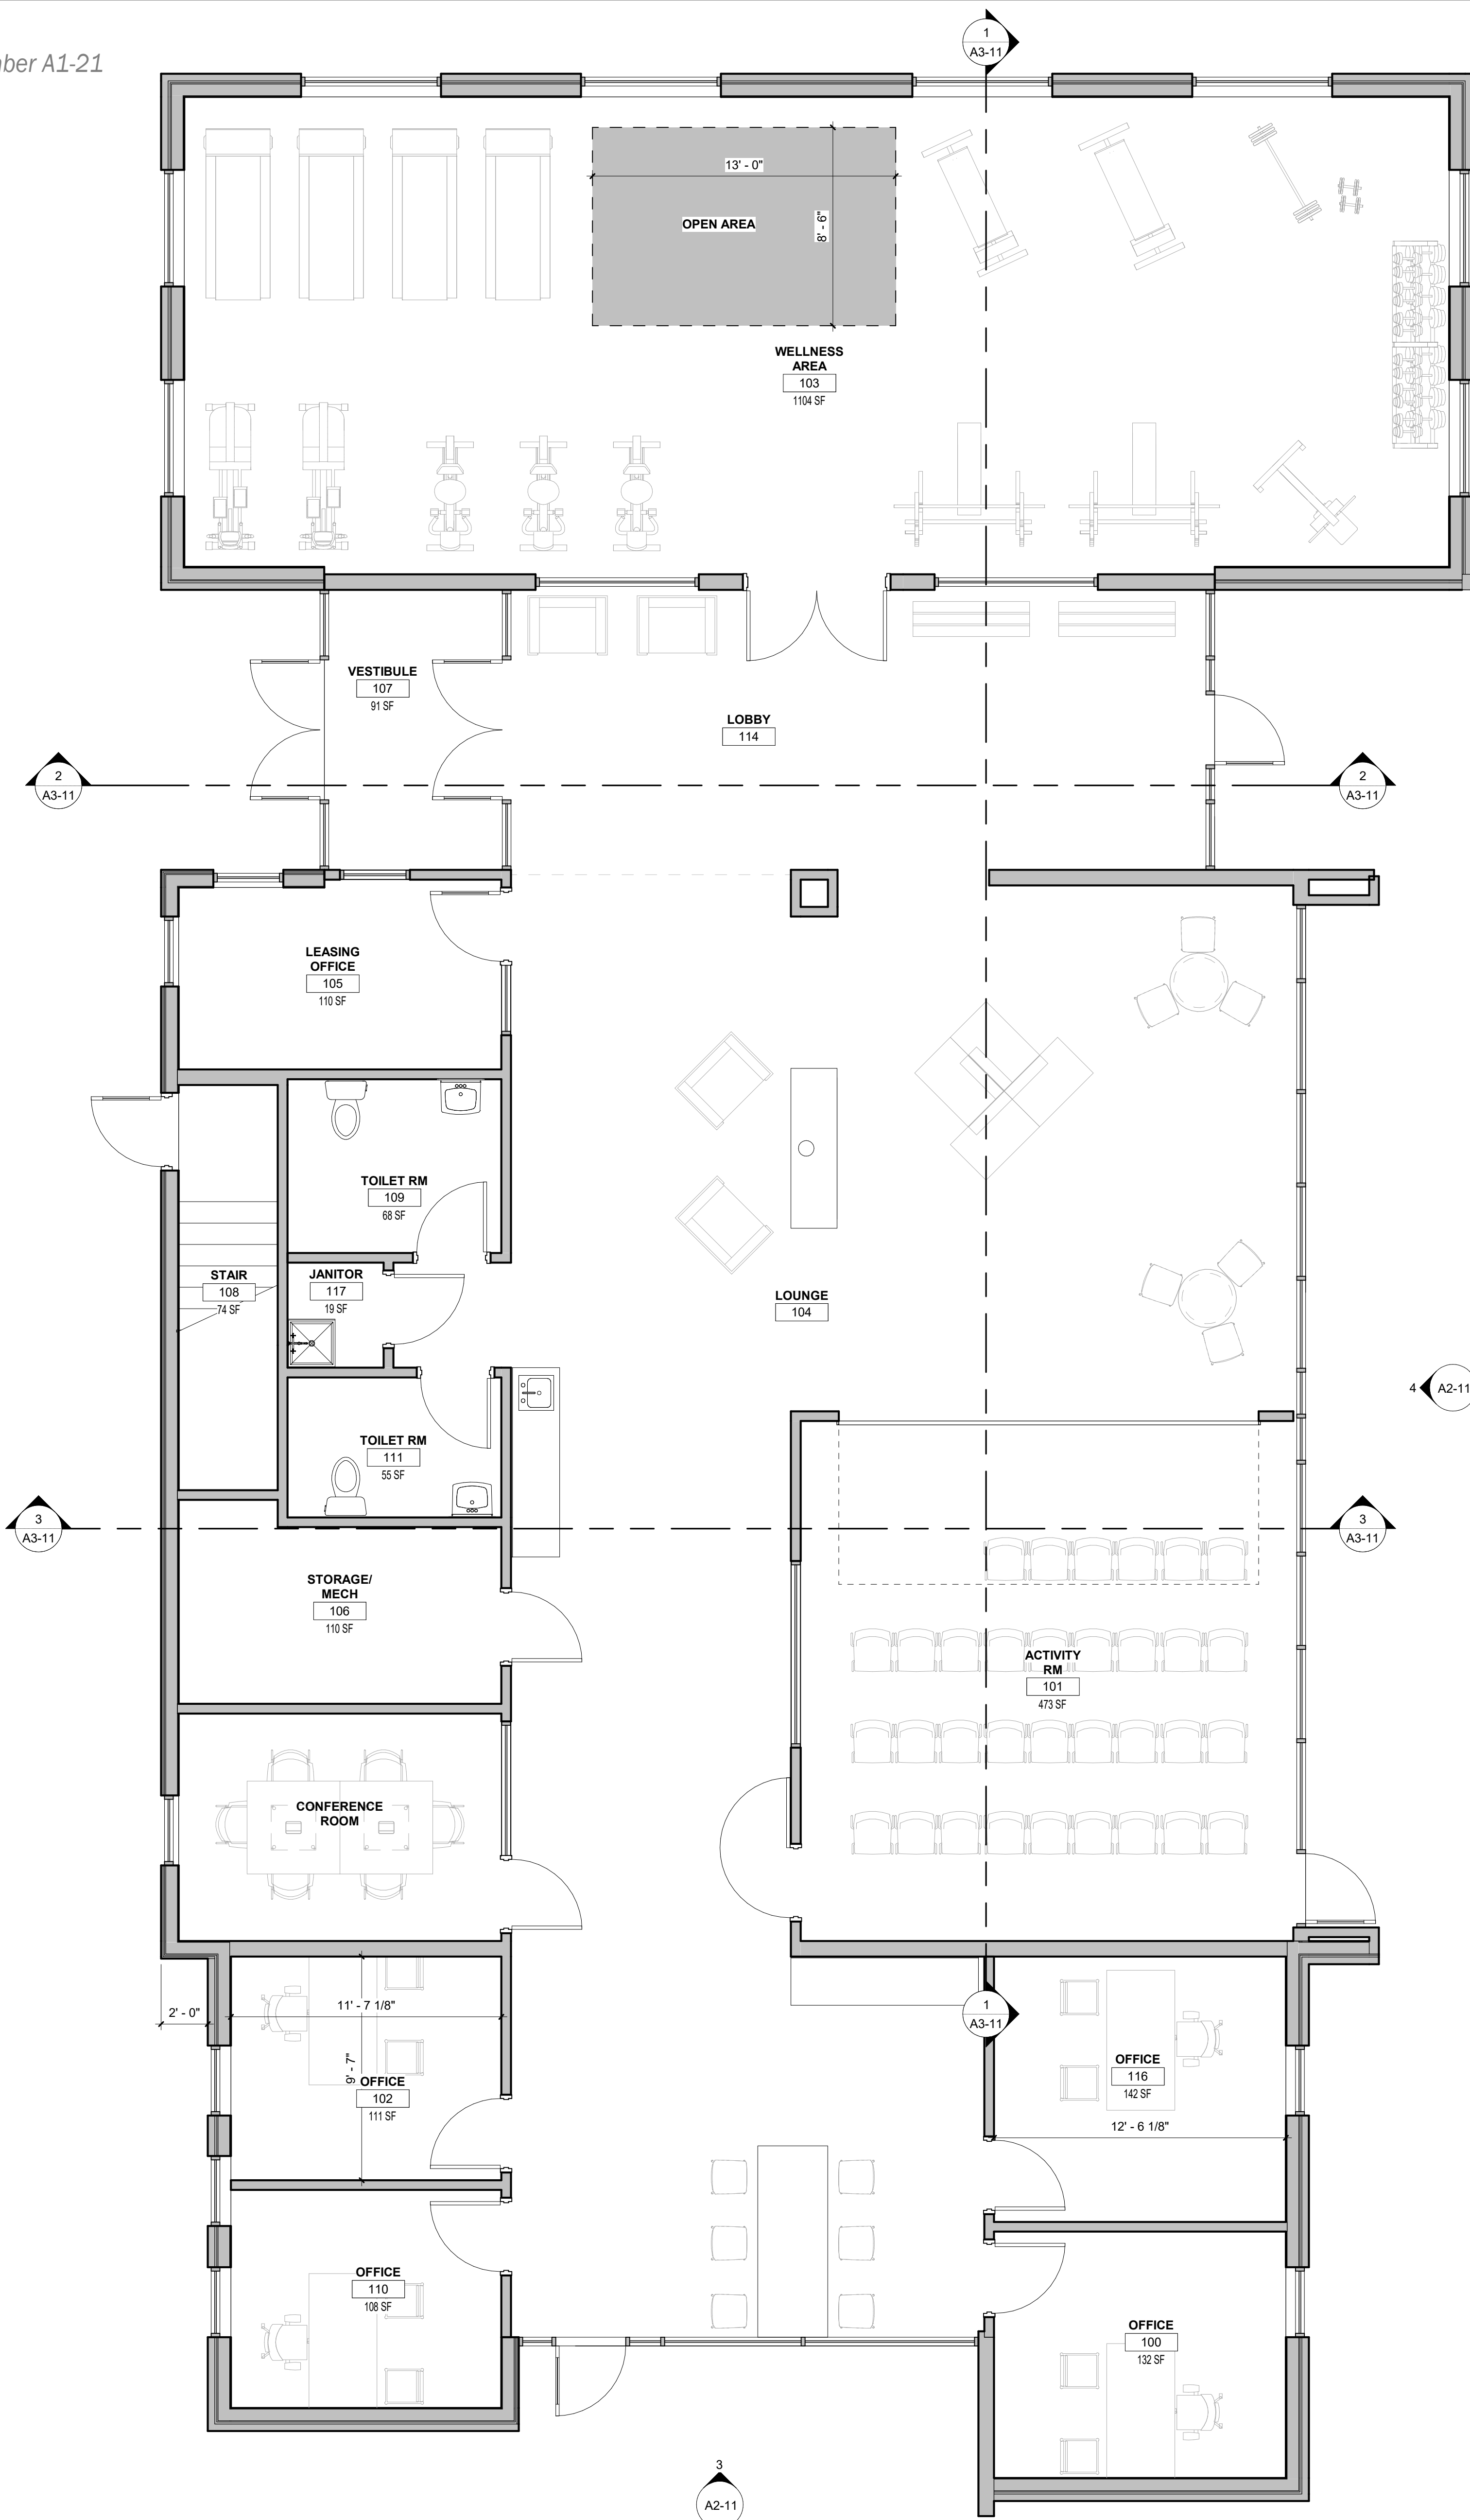 1
A3-11
ber A1-21
13' - 0"
OPEN AREA
8' - 6"
WELLNESS
AREA
103
1104 SF
VESTIBULE
107
91 SF
LOBBY
114
2
A3-11
2
A3-11
LEASING
OFFICE
105
110 SF
TOILET RM
109
68 SF
STAIR
108
74 SF
JANITOR
117
19 SF
LOUNGE
104
4
A2-11
TOILET RM
111
55 SF
3
A3-11
3
A3-11
STORAGE/
MECH
106
110 SF
ACTIVITY
RM
101
473 SF
CONFERENCE
ROOM
2' - 0"
11' - 7 1/8"
9' - 7"
OFFICE
102
111 SF
1
A3-11
OFFICE
116
142 SF
12' - 6 1/8"
OFFICE
110
108 SF
OFFICE
100
132 SF
3
A2-11